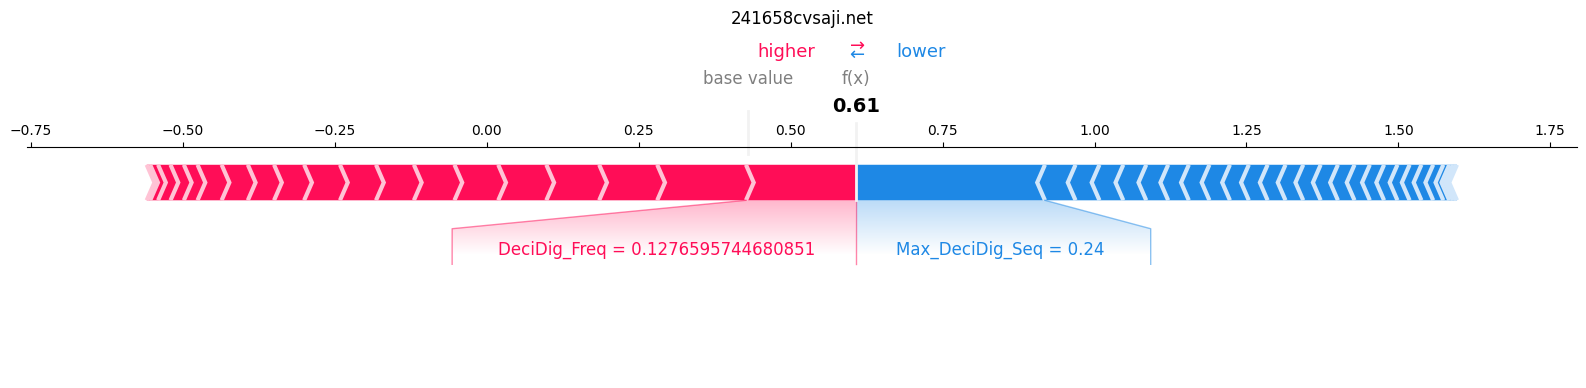 241658cvsaji.net
higher ⇄ lower
base value f(x)
0.61
−0.75 −0.50 −0.25 0.00 0.25 0.50 0.75 1.00 1.25 1.50 1.75
DeciDig_Freq = 0.1276595744680851 Max_DeciDig_Seq = 0.24